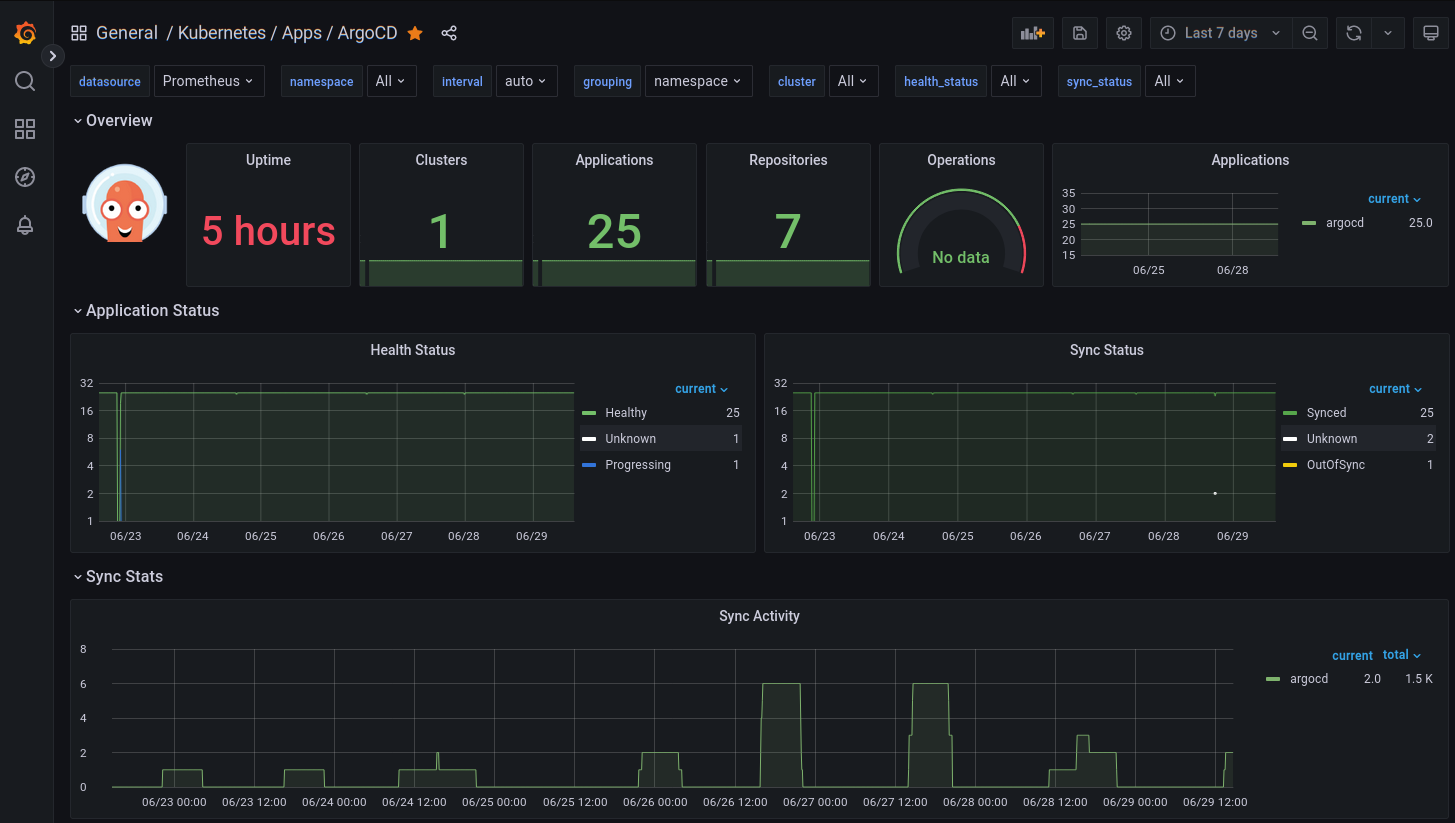 General / Kubernetes / Apps / ArgoCD Last 7 days
datasource Prometheus namespace All interval auto grouping namespace cluster All health_status All sync_status All
Overview
Uptime
5 hours
Clusters
1
Applications
25
Repositories
7
Operations
No data
Applications
35
30
25
20
15
06/25 06/28
current
argocd 25.0
Application Status
Health Status
32
16
8
4
2
1
06/23 06/24 06/25 06/26 06/27 06/28 06/29
current
Healthy 25
Unknown 1
Progressing 1
Sync Status
32
16
8
4
2
1
06/23 06/24 06/25 06/26 06/27 06/28 06/29
current
Synced 25
Unknown 2
OutOfSync 1
Sync Stats
Sync Activity
8
6
4
2
0
06/23 00:00 06/23 12:00 06/24 00:00 06/24 12:00 06/25 00:00 06/25 12:00 06/26 00:00 06/26 12:00 06/27 00:00 06/27 12:00 06/28 00:00 06/28 12:00 06/29 00:00 06/29 12:00
current total
argocd 2.0 1.5 K